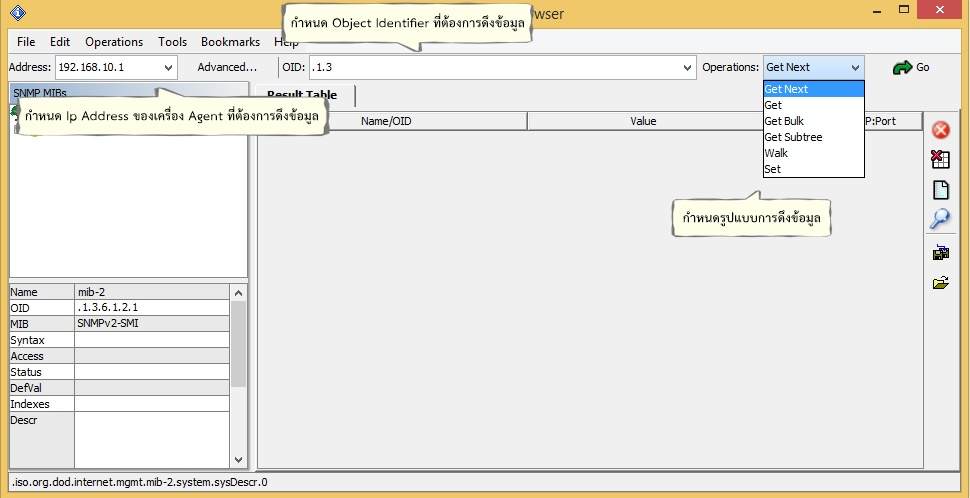 กำหนด Object Identifier ที่ต้องการดึงข้อมูล
wser
File Edit Operations Tools Bookmarks Help
Address: 192.168.10.1 Advanced... OID: .1.3 Operations: Get Next Go
SNMP MIBs
Result Table
Get Next
Get
Get Bulk
Get Subtree
Walk
Set
กำหนด Ip Address ของเครื่อง Agent ที่ต้องการดึงข้อมูล
Name/OID Value P:Port
กำหนดรูปแบบการดึงข้อมูล
Name mib-2
OID .1.3.6.1.2.1
MIB SNMPv2-SMI
Syntax
Access
Status
DefVal
Indexes
Descr
.iso.org.dod.internet.mgmt.mib-2.system.sysDescr.0